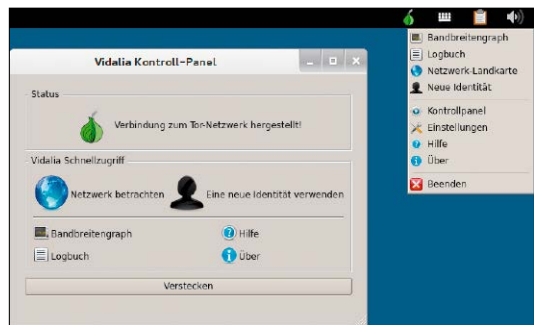 Vidalia Kontroll-Panel
Status
Verbindung zum Tor-Netzwerk hergestellt!
Vidalia Schnellzugriff
Netzwerk betrachten
Eine neue Identität verwenden
Bandbreitengraph
Hilfe
Logbuch
Über
Verstecken
Bandbreitengraph
Logbuch
Netzwerk-Landkarte
Neue Identität
Kontrollpanel
Einstellungen
Hilfe
Über
Beenden